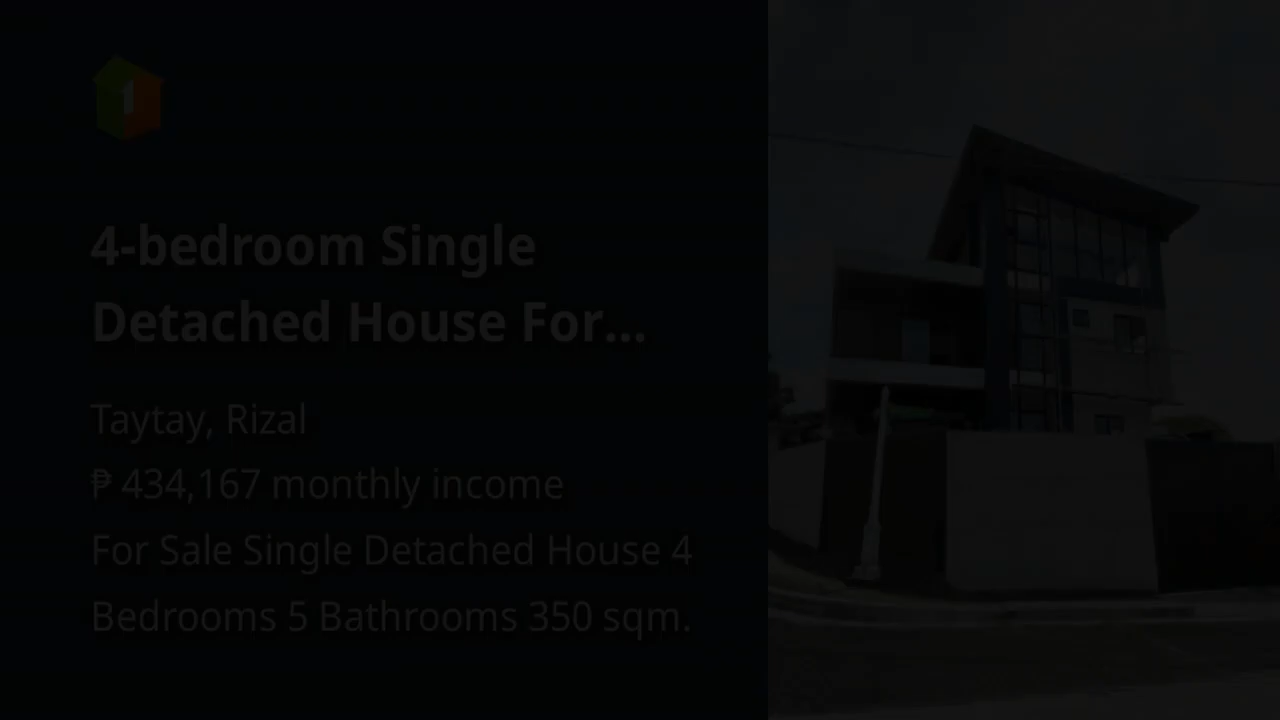 4-bedroom Single
Detached House For...
Taytay, Rizal
₱ 434,167 monthly income
For Sale Single Detached House 4
Bedrooms 5 Bathrooms 350 sqm.